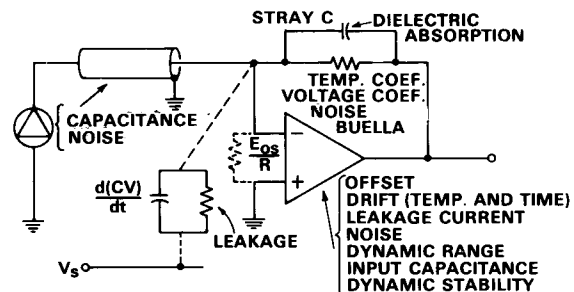 STRAY C
DIELECTRIC
ABSORPTION
TEMP. COEF.
VOLTAGE COEF.
NOISE
BUELLA
CAPACITANCE
NOISE
Eos
R
−
+
d(CV)
dt
LEAKAGE
Vs
OFFSET
DRIFT (TEMP. AND TIME)
LEAKAGE CURRENT
NOISE
DYNAMIC RANGE
INPUT CAPACITANCE
DYNAMIC STABILITY